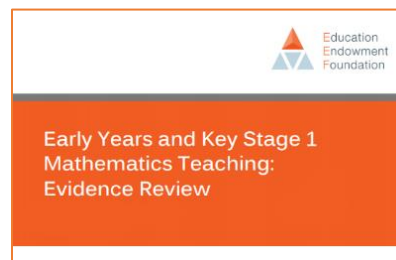 Education
Endowment
Foundation
Early Years and Key Stage 1
Mathematics Teaching:
Evidence Review